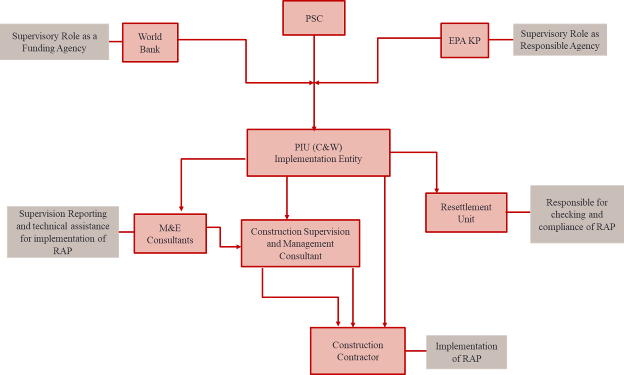 PSC
Supervisory Role as a
Funding Agency
World
Bank
EPA KP
Supervisory Role as
Responsible Agency
PIU (C&W)
Implementation Entity
Supervision Reporting
and technical assistance
for implementation of
RAP
M&E
Consultants
Construction Supervision
and Management
Consultant
Resettlement
Unit
Responsible for
checking and
compliance of RAP
Construction
Contractor
Implementation
of RAP